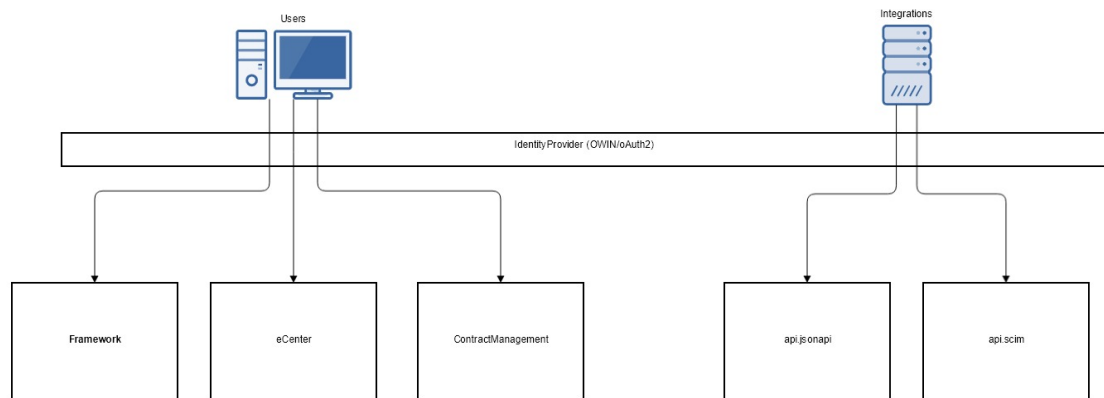 Users
Integrations
IdentityProvider (OWIN/oAuth2)
Framework
eCenter
ContractManagement
api.jsonapi
api.scim